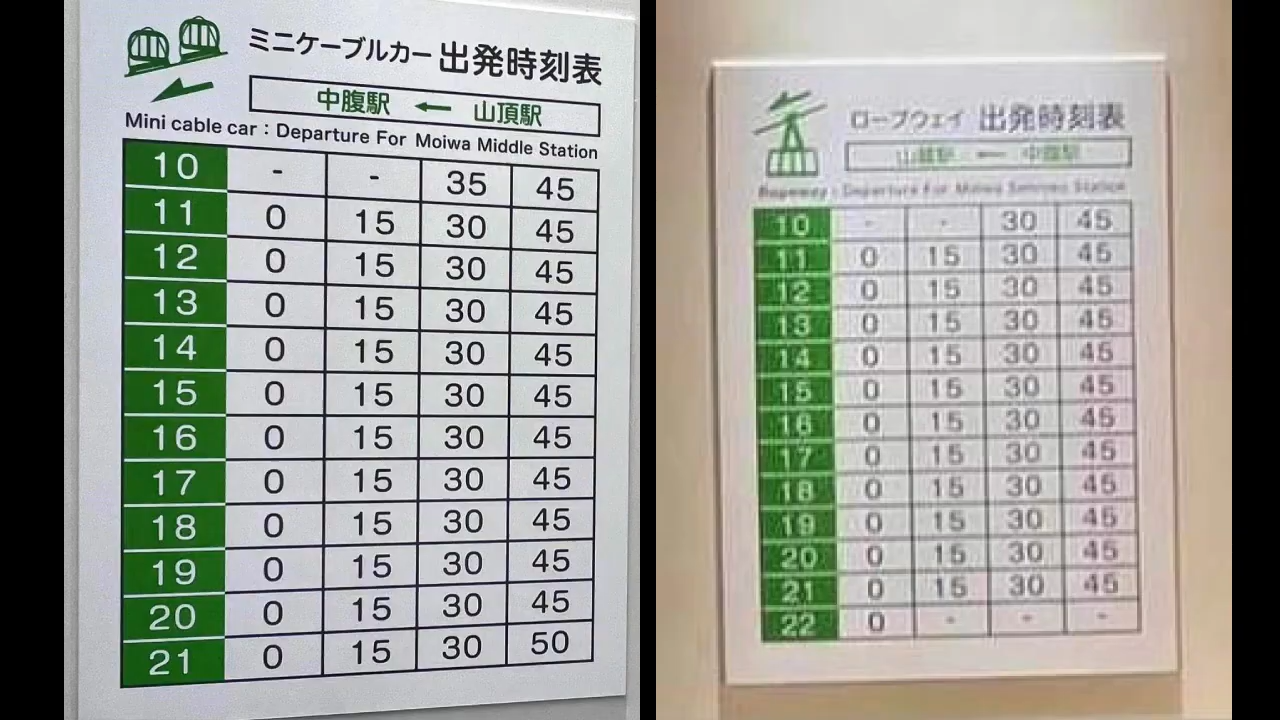 ミニケーブルカー 出発時刻表
中腹駅 ← 山頂駅
Mini cable car : Departure For Moiwa Middle Station
10 - - 35 45
11 0 15 30 45
12 0 15 30 45
13 0 15 30 45
14 0 15 30 45
15 0 15 30 45
16 0 15 30 45
17 0 15 30 45
18 0 15 30 45
19 0 15 30 45
20 0 15 30 45
21 0 15 30 50
ロープウェイ 出発時刻表
山麓駅 ← 中腹駅
Ropeway : Departure For Moiwa Sanroku Station
10 - - 30 45
11 0 15 30 45
12 0 15 30 45
13 0 15 30 45
14 0 15 30 45
15 0 15 30 45
16 0 15 30 45
17 0 15 30 45
18 0 15 30 45
19 0 15 30 45
20 0 15 30 45
21 0 15 30 45
22 0 - - -